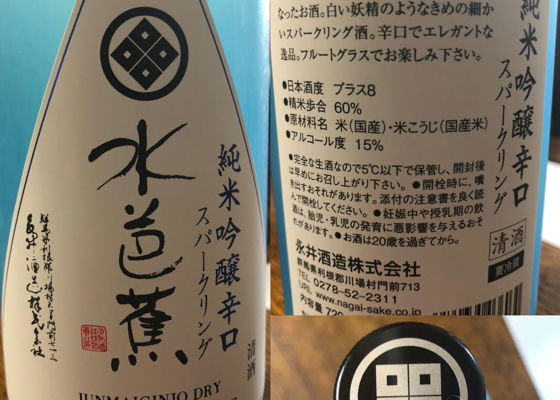 水芭蕉
純米吟醸辛口
スパークリング
清酒
JUNMAIGINJO DRY
なったお酒。白い妖精のようなきめの細か
いスパークリング酒。辛口でエレガントな
逸品。フルートグラスでお楽しみ下さい。
●日本酒度 プラス8
●精米歩合 60%
●原材料名 米(国産)・米こうじ(国産米)
●アルコール度 15%
●完全な生酒なので5℃以下で保管し、開封後
は早めにお召し上がり下さい。●開栓時に、噴
き出すおそれがあります。添付の注意書を良く読
んで開栓してください。●妊娠中や授乳期の飲
酒は、胎児・乳児の発育に悪影響を与えるおそ
れがあります。●お酒は20歳を過ぎてから。
永井酒造株式会社
群馬県利根郡川場村門前713
TEL 0278-52-2311
URL www.nagai-sake.co.jp
内容量 720
純米吟醸辛口
スパークリング
清酒
要冷蔵